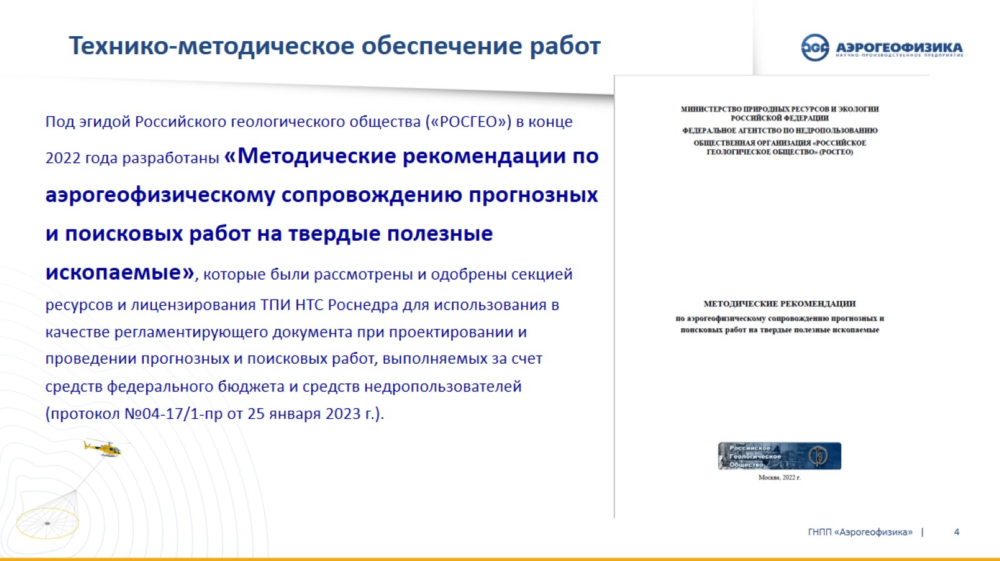 Технико-методическое обеспечение работ
АЭРОГЕОФИЗИКА
НАУЧНО-ПРОИЗВОДСТВЕННОЕ ПРЕДПРИЯТИЕ
Под эгидой Российского геологического общества («РОСГЕО») в конце
2022 года разработаны «Методические рекомендации по
аэрогеофизическому сопровождению прогнозных
и поисковых работ на твердые полезные
ископаемые», которые были рассмотрены и одобрены секцией
ресурсов и лицензирования ТПИ НТС Роснедра для использования в
качестве регламентирующего документа при проектировании и
проведении прогнозных и поисковых работ, выполняемых за счет
средств федерального бюджета и средств недропользователей
(протокол №04-17/1-пр от 25 января 2023 г.).
МИНИСТЕРСТВО ПРИРОДНЫХ РЕСУРСОВ И ЭКОЛОГИИ
РОССИЙСКОЙ ФЕДЕРАЦИИ
ФЕДЕРАЛЬНОЕ АГЕНТСТВО ПО НЕДРОПОЛЬЗОВАНИЮ
ОБЩЕСТВЕННАЯ ОРГАНИЗАЦИЯ «РОССИЙСКОЕ
ГЕОЛОГИЧЕСКОЕ ОБЩЕСТВО» (РОСГЕО)
МЕТОДИЧЕСКИЕ РЕКОМЕНДАЦИИ
по аэрогеофизическому сопровождению прогнозных и
поисковых работ на твердые полезные ископаемые
Российское
Геологическое
Общество
Москва, 2022 г.
ГНПП «Аэрогеофизика» | 4